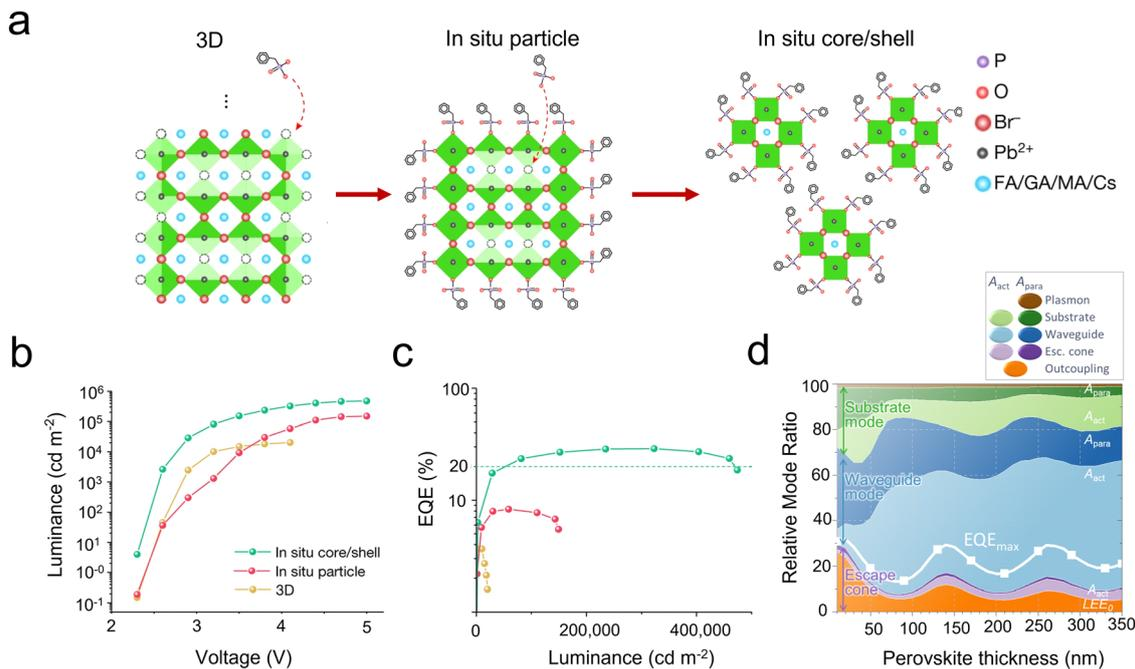 a
3D
In situ particle
In situ core/shell
...
P
O
Br⁻
Pb²⁺
FA/GA/MA/Cs
b
Luminance (cd m⁻²)
10⁶
10⁵
10⁴
10³
10²
10¹
10⁻⁰
10⁻¹
In situ core/shell
In situ particle
3D
2
3
4
5
Voltage (V)
c
EQE (%)
100
20
10
0
200,000
400,000
Luminance (cd m⁻²)
d
A_act A_para
Plasmon
Substrate
Waveguide
Esc. cone
Outcoupling
Relative Mode Ratio
100
80
60
40
20
0
Substrate
mode
Waveguide
mode
Escape
cone
A_para
A_act
A_para
A_act
EQE_max
A_act
LEE₀
50
100
150
200
250
300
350
Perovskite thickness (nm)